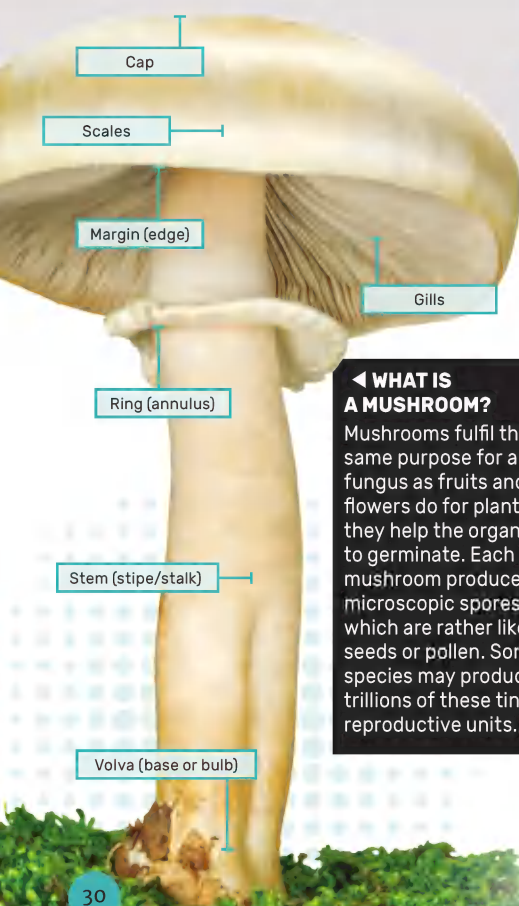 Cap
Scales
Margin (edge)
Gills
Ring (annulus)
◀ WHAT IS
A MUSHROOM?
Mushrooms fulfil th
same purpose for a
fungus as fruits and
flowers do for plant
they help the organ
to germinate. Each
mushroom produce
microscopic spores
which are rather like
seeds or pollen. Som
species may produc
trillions of these tin
reproductive units.
Stem (stipe/stalk)
Volva (base or bulb)
30